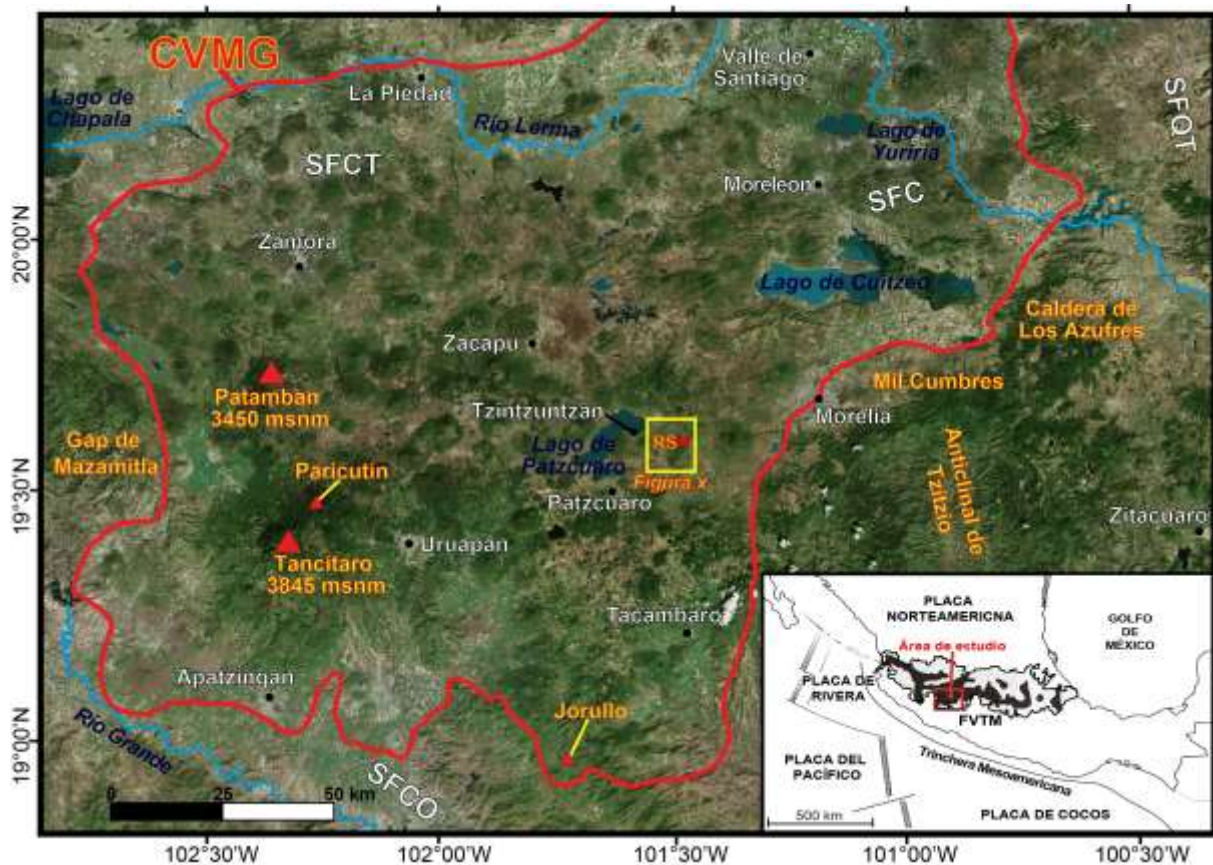 CVMG
Valle de
Santiago
Lago de
Chapala
La Piedad
Río Lerma
SFQT
Lago de
Yuriria
SFCT
Moreleon
SFC
Zamora
Lago de Cuitzeo
Caldera de
Los Azufres
Zacapu
Patamban
3450 msnm
Mil Cumbres
Tzintzuntzan
Morelia
RS
Lago de
Patzcuaro
Figura x
Gap de
Mazamitla
Paricutin
Patzcuaro
Anticlinal de
Tzitzio
Zitacuaro
Uruapan
Tancitaro
3845 msnm
Tacambaro
Apatzingan
Jorullo
Río Grande
SFCO
0 25 50 km
20°00'N
19°30'N
19°00'N
102°30'W
102°00'W
101°30'W
101°00'W
100°30'W
PLACA
NORTEAMERICNA
GOLFO
DE
MÉXICO
Área de estudio
PLACA DE
RIVERA
FVTM
Trinchera Mesoamericana
PLACA DEL
PACÍFICO
PLACA DE COCOS
500 km